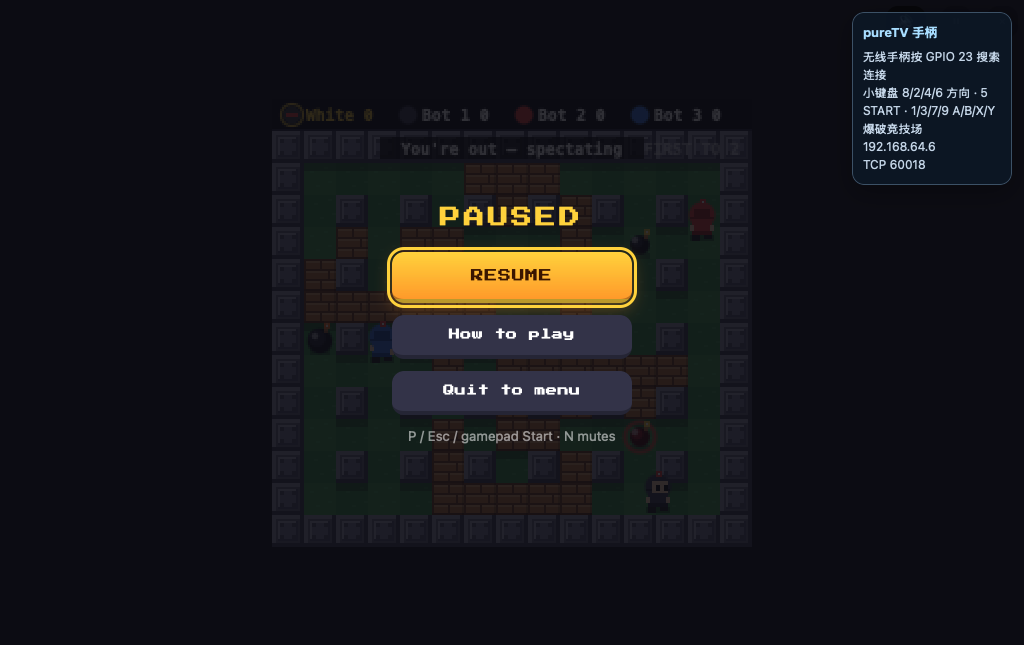 pureTV 手柄
无线手柄按 GPIO 23 搜索
连接
小键盘 8/2/4/6 方向 · 5
START · 1/3/7/9 A/B/X/Y
爆破竞技场
192.168.64.6
TCP 60018
White 0 Bot 1 0 Bot 2 0 Bot 3 0
You're out — spectating FIRST TO 2
PAUSED
RESUME
How to play
Quit to menu
P / Esc / gamepad Start · N mutes